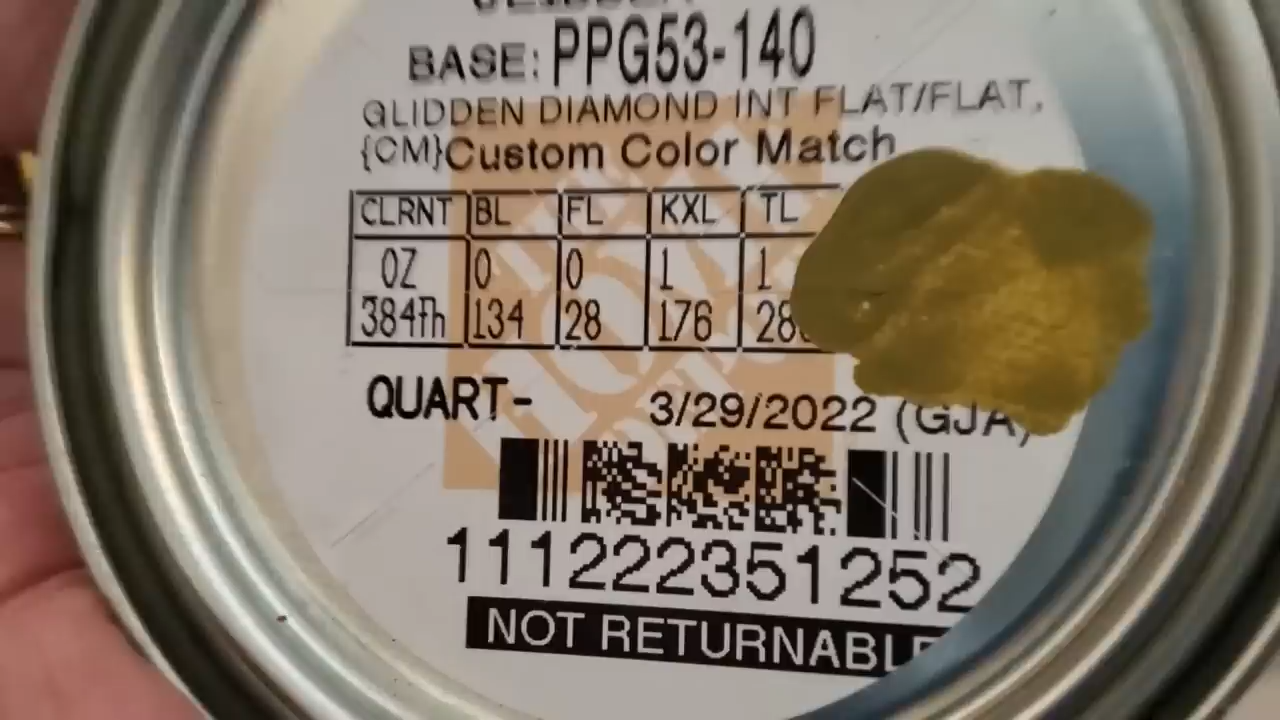 BASE: PPG53-140
GLIDDEN DIAMOND INT FLAT/FLAT,
{CM}Custom Color Match
CLRNT BL FL KXL TL
OZ 0 0 1 1
384Th 134 28 176
QUART- 3/29/2022 (GJA)
111222351252
NOT RETURNABLE